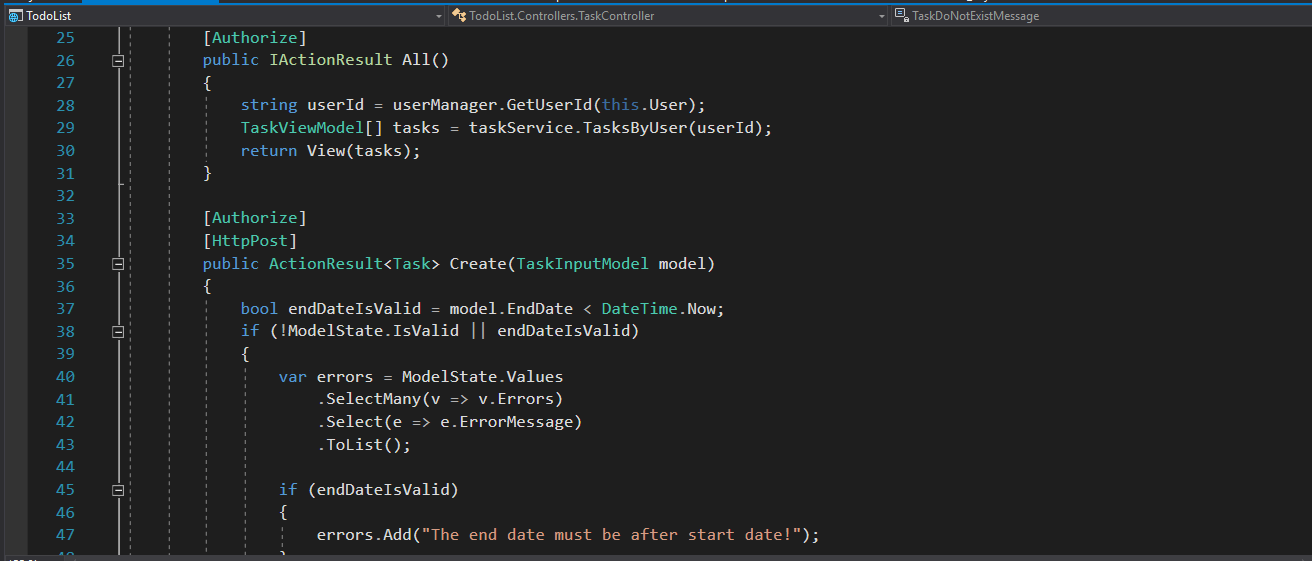 TodoList TodoList.Controllers.TaskController TaskDoNotExistMessage
25 [Authorize]
26 public IActionResult All()
27 {
28 string userId = userManager.GetUserId(this.User);
29 TaskViewModel[] tasks = taskService.TasksByUser(userId);
30 return View(tasks);
31 }
32
33 [Authorize]
34 [HttpPost]
35 public ActionResult<Task> Create(TaskInputModel model)
36 {
37 bool endDateIsValid = model.EndDate < DateTime.Now;
38 if (!ModelState.IsValid || endDateIsValid)
39 {
40 var errors = ModelState.Values
41 .SelectMany(v => v.Errors)
42 .Select(e => e.ErrorMessage)
43 .ToList();
44
45 if (endDateIsValid)
46 {
47 errors.Add("The end date must be after start date!");